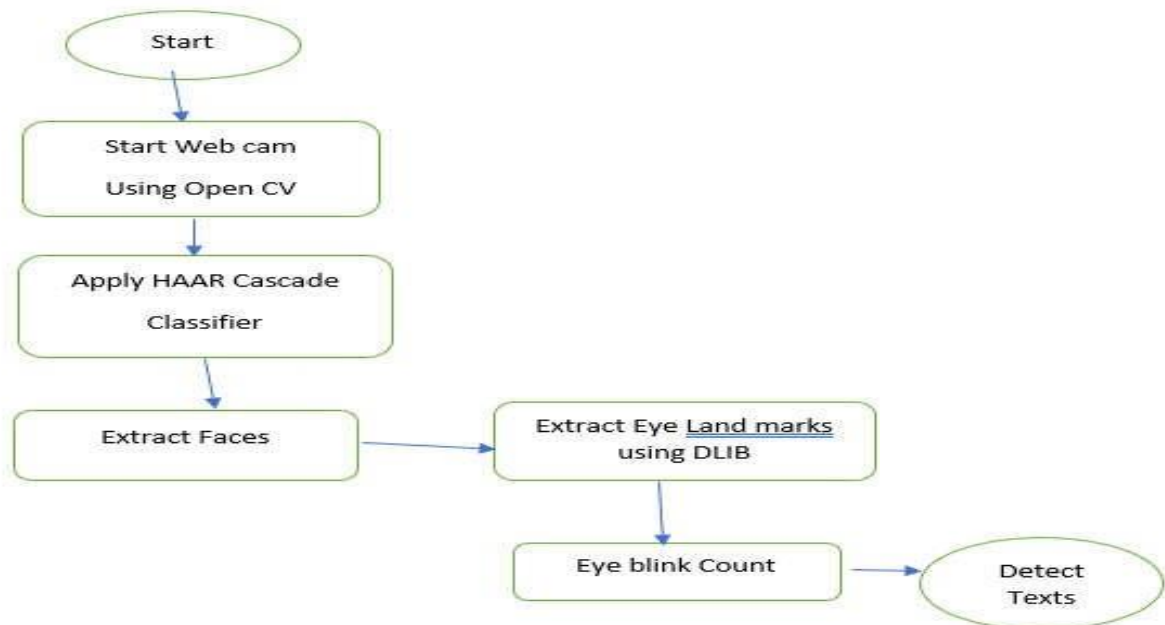 Start
Start Web cam
Using Open CV
Apply HAAR Cascade
Classifier
Extract Faces
Extract Eye Land marks
using DLIB
Eye blink Count
Detect
Texts